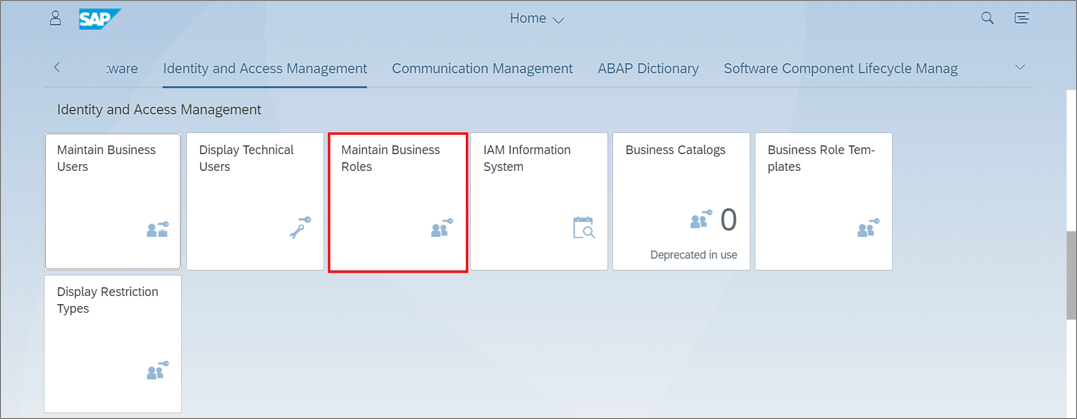 SAP
Home
:ware
Identity and Access Management
Communication Management
ABAP Dictionary
Software Component Lifecycle Manag
Identity and Access Management
Maintain Business
Users
Display Technical
Users
Maintain Business
Roles
IAM Information
System
Business Catalogs
0
Deprecated in use
Business Role Tem-
plates
Display Restriction
Types